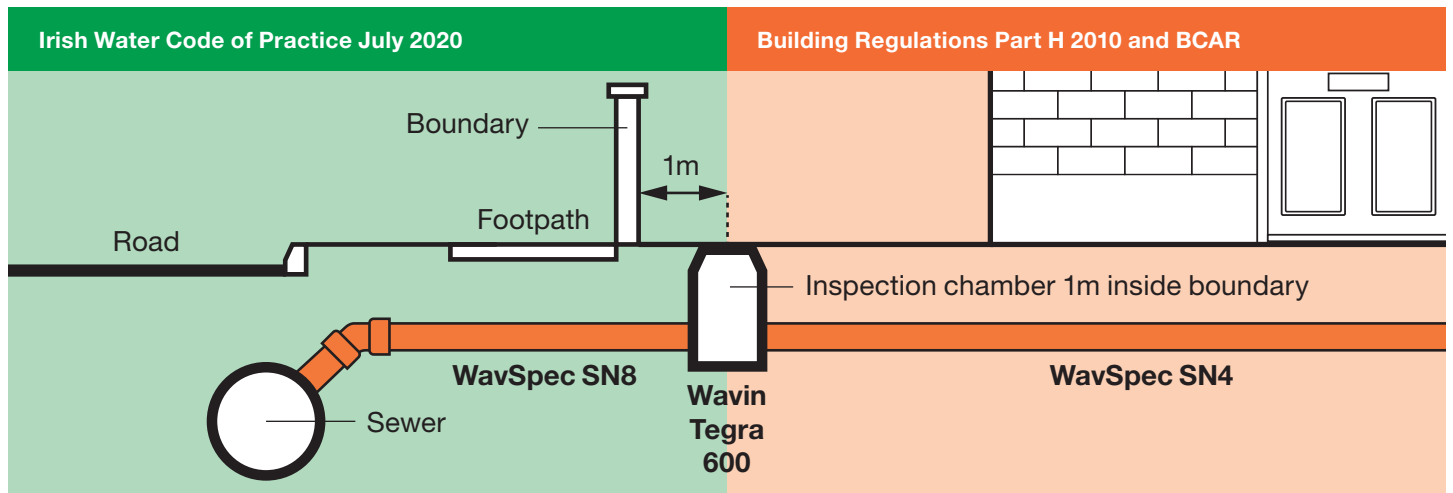 Irish Water Code of Practice July 2020
Building Regulations Part H 2010 and BCAR
Boundary
1m
Footpath
Road
Inspection chamber 1m inside boundary
WavSpec SN8
WavSpec SN4
Wavin
Tegra
600
Sewer